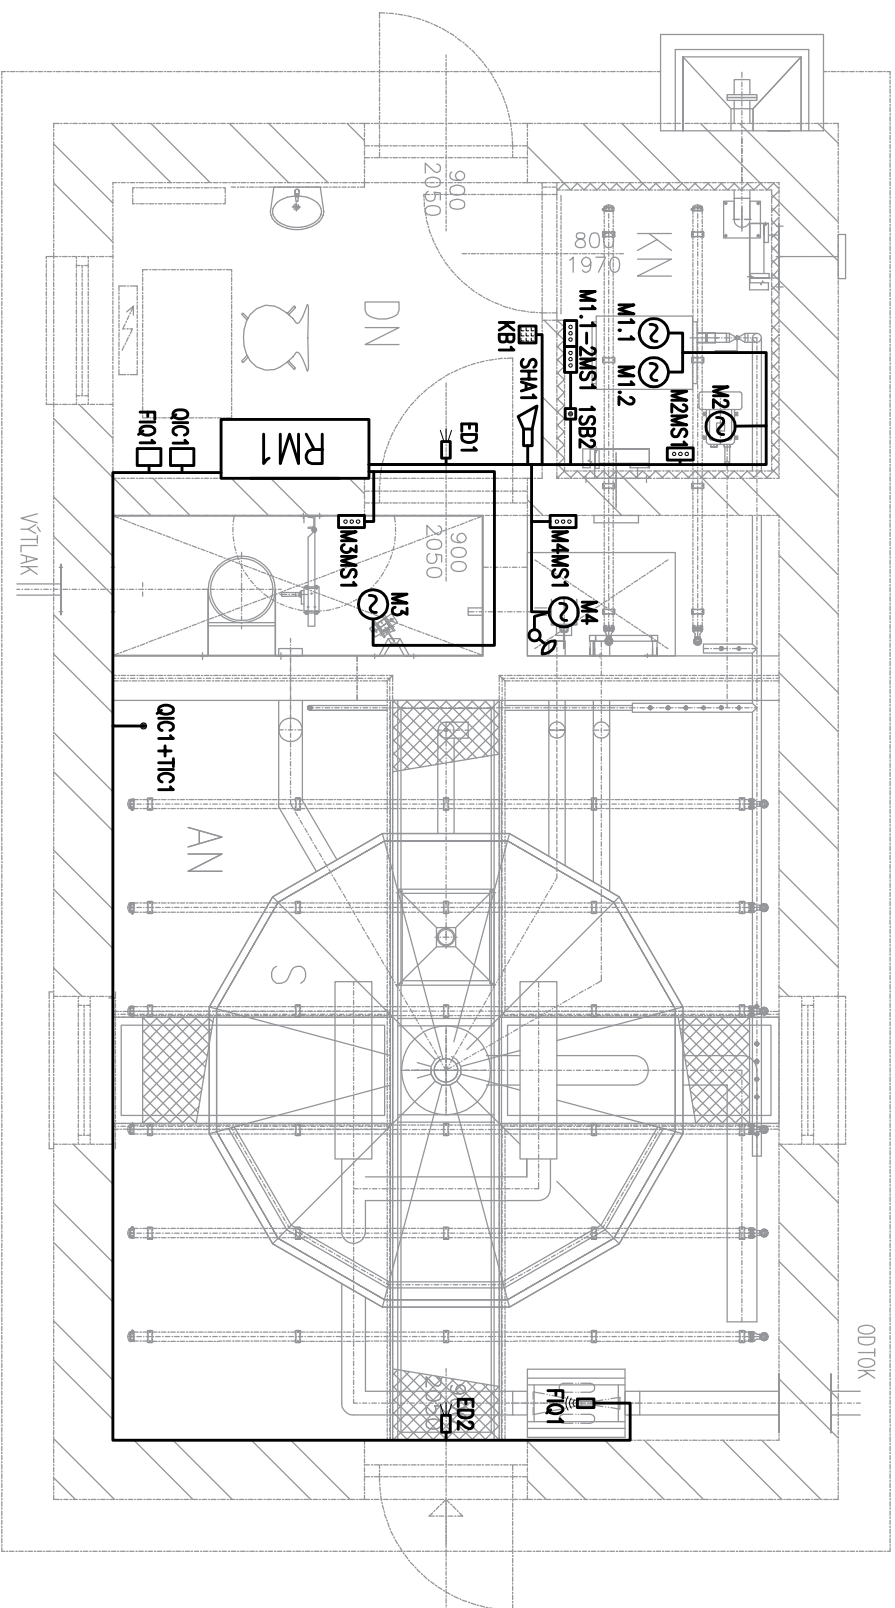 900
2050
800
1970
KN
DN
M1.1
M1.2
M1.1-2MS1
KB1
SHA1
1SB2
M2
M2MS1
ED1
QIC1
FIQ1
RM1
VÝTLAK
M3MS1
M3
900
2050
M4MS1
M4
QIC1+TIC1
AN
S
ODTOK
FIQ1
ED2